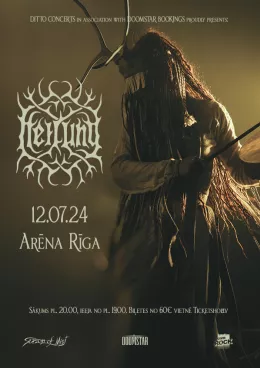 DITTO CONCERTS IN ASSOCIATION WITH DOOMSTAR BOOKINGS PROUDLY PRESENTS:
HEILUNG
12.07.24
ARĒNA RĪGA
SĀKUMS PL. 20.00, IEEJA NO PL. 19.00. BIĻETES NO 60€ VIETNĒ TICKETSHOP.LV
DOOMSTAR
ROCK